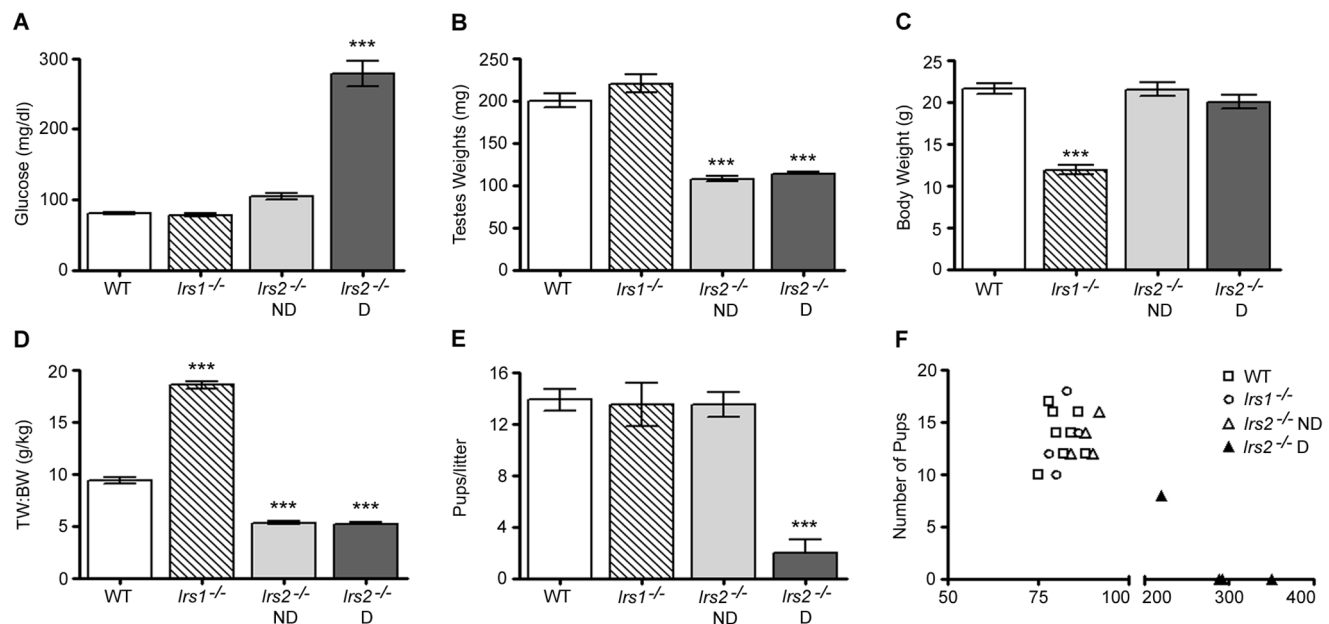 A
Glucose (mg/dl)
300
200
100
0
***
WT
Irs1-/-
Irs2-/-
ND
Irs2-/-
D
B
Testes Weights (mg)
250
200
150
100
50
0
***
***
WT
Irs1-/-
Irs2-/-
ND
Irs2-/-
D
C
Body Weight (g)
25
20
15
10
5
0
***
WT
Irs1-/-
Irs2-/-
ND
Irs2-/-
D
D
TW:BW (g/kg)
20
15
10
5
0
***
***
***
WT
Irs1-/-
Irs2-/-
ND
Irs2-/-
D
E
Pups/litter
16
12
8
4
0
***
WT
Irs1-/-
Irs2-/-
ND
Irs2-/-
D
F
Number of Pups
20
15
10
5
0
WT
Irs1-/-
Irs2-/- ND
Irs2-/- D
50
75
100
200
300
400